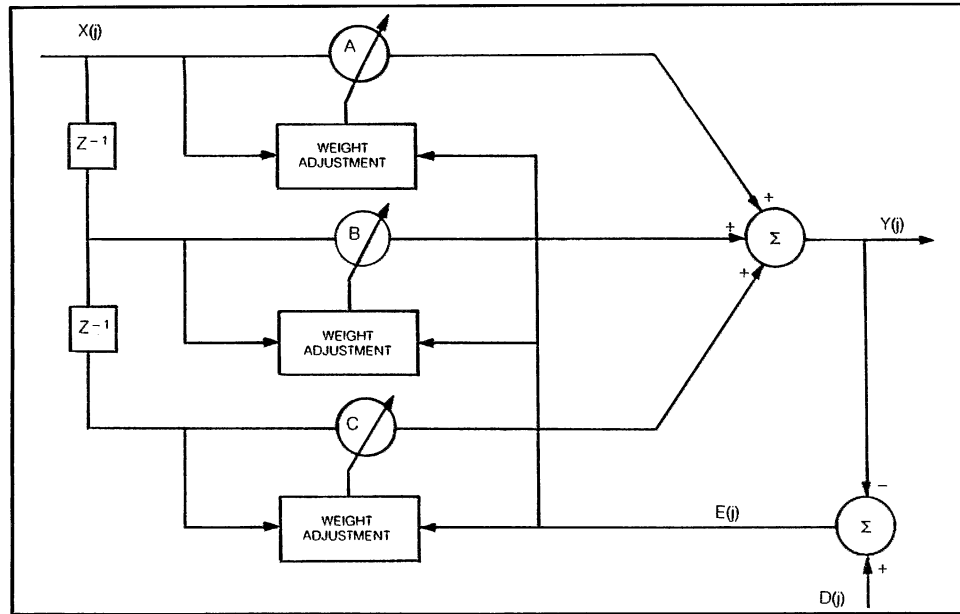 X(j)
A
Z⁻¹
WEIGHT
ADJUSTMENT
+
B
+
Σ
Y(j)
+
Z⁻¹
WEIGHT
ADJUSTMENT
C
−
WEIGHT
ADJUSTMENT
E(j)
Σ
+
D(j)